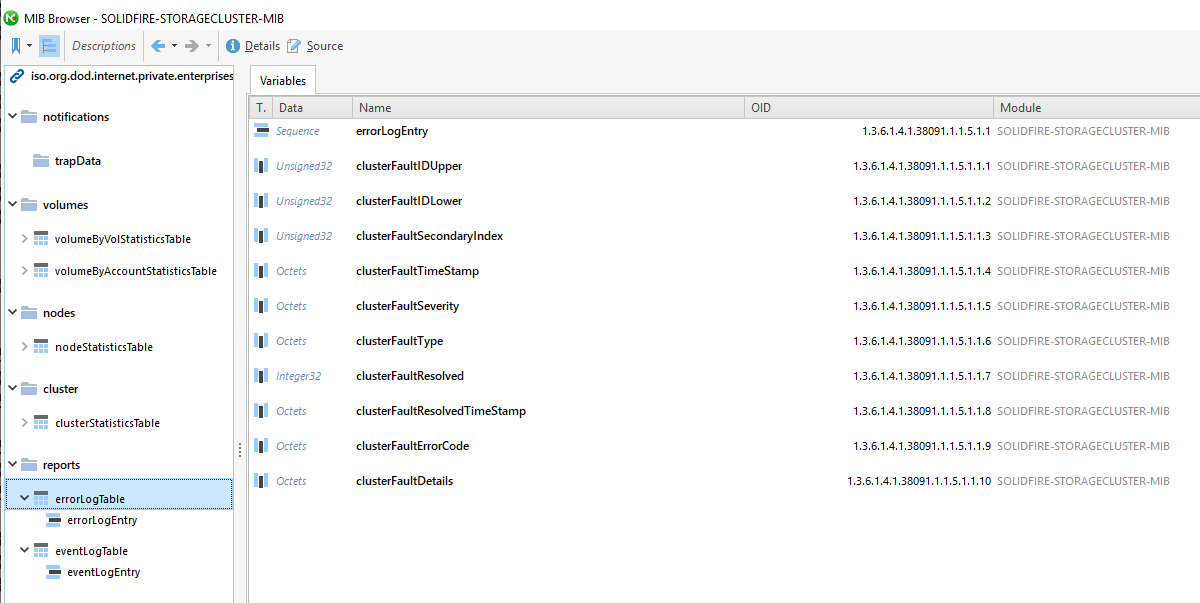 MIB Browser - SOLIDFIRE-STORAGECLUSTER-MIB
Descriptions Details Source
iso.org.dod.internet.private.enterprises
notifications
trapData
volumes
volumeByVolStatisticsTable
volumeByAccountStatisticsTable
nodes
nodeStatisticsTable
cluster
clusterStatisticsTable
reports
errorLogTable
errorLogEntry
eventLogTable
eventLogEntry
Variables
T. Data Name OID Module
Sequence errorLogEntry 1.3.6.1.4.1.38091.1.1.5.1.1 SOLIDFIRE-STORAGECLUSTER-MIB
Unsigned32 clusterFaultIDUpper 1.3.6.1.4.1.38091.1.1.5.1.1.1 SOLIDFIRE-STORAGECLUSTER-MIB
Unsigned32 clusterFaultIDLower 1.3.6.1.4.1.38091.1.1.5.1.1.2 SOLIDFIRE-STORAGECLUSTER-MIB
Unsigned32 clusterFaultSecondaryIndex 1.3.6.1.4.1.38091.1.1.5.1.1.3 SOLIDFIRE-STORAGECLUSTER-MIB
Octets clusterFaultTimeStamp 1.3.6.1.4.1.38091.1.1.5.1.1.4 SOLIDFIRE-STORAGECLUSTER-MIB
Octets clusterFaultSeverity 1.3.6.1.4.1.38091.1.1.5.1.1.5 SOLIDFIRE-STORAGECLUSTER-MIB
Octets clusterFaultType 1.3.6.1.4.1.38091.1.1.5.1.1.6 SOLIDFIRE-STORAGECLUSTER-MIB
Integer32 clusterFaultResolved 1.3.6.1.4.1.38091.1.1.5.1.1.7 SOLIDFIRE-STORAGECLUSTER-MIB
Octets clusterFaultResolvedTimeStamp 1.3.6.1.4.1.38091.1.1.5.1.1.8 SOLIDFIRE-STORAGECLUSTER-MIB
Octets clusterFaultErrorCode 1.3.6.1.4.1.38091.1.1.5.1.1.9 SOLIDFIRE-STORAGECLUSTER-MIB
Octets clusterFaultDetails 1.3.6.1.4.1.38091.1.1.5.1.1.10 SOLIDFIRE-STORAGECLUSTER-MIB